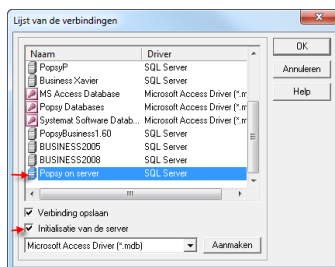 Lijst van de verbindingen
Naam Driver
PopsyP SQL Server
Business Xavier SQL Server
MS Access Database Microsoft Access Driver (*.m
Popsy Databases Microsoft Access Driver (*.m
Systemat Software Datab... Microsoft Access Driver (*.m
PopsyBusiness1.60 SQL Server
BUSINESS2005 SQL Server
BUSINESS2008 SQL Server
Popsy on server SQL Server
Verbinding opslaan
Initialisatie van de server
Microsoft Access Driver (*.mdb) Aanmaken
OK
Annuleren
Help